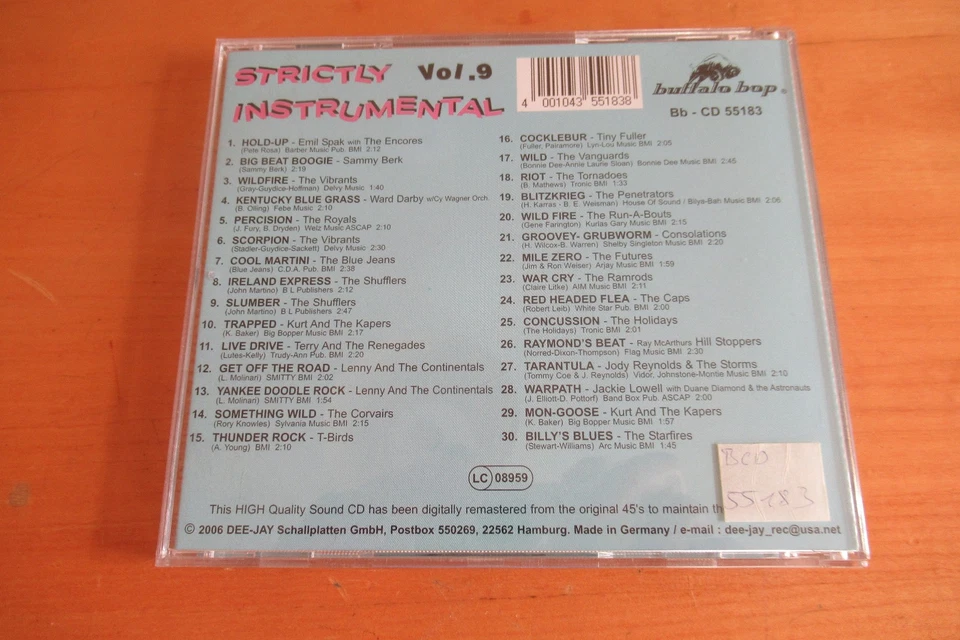 STRICTLY Vol.9
INSTRUMENTAL
4 001043 551838
buffalo bop
Bb - CD 55183
1. HOLD-UP - Emil Spak with The Encores
(Pete Rosa) Barber Music Pub. BMI 2:12
2. BIG BEAT BOOGIE - Sammy Berk
(Sammy Berk) 2:19
3. WILDFIRE - The Vibrants
(Gray-Guydice-Hoffman) Delvy Music 1:40
4. KENTUCKY BLUE GRASS - Ward Darby w/Cy Wagner Orch.
(B. Olling) Febe Music 2:10
5. PERCISION - The Royals
(J. Fury, B. Dryden) Welz Music ASCAP 2:10
6. SCORPION - The Vibrants
(Stadler-Guydice-Sackett) Delvy Music 2:30
7. COOL MARTINI - The Blue Jeans
(Blue Jeans) C.D.A. Pub. BMI 2:38
8. IRELAND EXPRESS - The Shufflers
(John Martino) B L Publishers 2:12
9. SLUMBER - The Shufflers
(John Martino) B L Publishers 2:47
10. TRAPPED - Kurt And The Kapers
(K. Baker) Big Bopper Music BMI 2:17
11. LIVE DRIVE - Terry And The Renegades
(Lutes-Kelly) Trudy-Ann Pub. BMI 2:20
12. GET OFF THE ROAD - Lenny And The Continentals
(L. Molinari) SMITTY BMI 2:02
13. YANKEE DOODLE ROCK - Lenny And The Continentals
(L. Molinari) SMITTY BMI 1:54
14. SOMETHING WILD - The Corvairs
(Rory Knowles) Sylvania Music BMI 2:15
15. THUNDER ROCK - T-Birds
(A. Young) BMI 2:10
16. COCKLEBUR - Tiny Fuller
(Fuller, Pairamore) Lyn-Lou Music BMI 2:05
17. WILD - The Vanguards
(Bonnie Dee-Annie Laurie Sloan) Bonnie Dee Music BMI 2:45
18. RIOT - The Tornadoes
(B. Mathews) Tronic BMI 1:33
19. BLITZKRIEG - The Penetrators
(H. Karras - B. E. Weisman) House Of Sound / Bilya-Bah Music BMI 2:06
20. WILD FIRE - The Run-A-Bouts
(Gene Farington) Kurlas Gary Music BMI 2:15
21. GROOVEY- GRUBWORM - Consolations
(H. Wilcox-B. Warren) Shelby Singleton Music BMI 2:20
22. MILE ZERO - The Futures
(Jim & Ron Weiser) Arjay Music BMI 1:59
23. WAR CRY - The Ramrods
(Claire Litke) AIM Music BMI 2:11
24. RED HEADED FLEA - The Caps
(Robert Leib) White Star Pub. BMI 2:00
25. CONCUSSION - The Holidays
(The Holidays) Tronic BMI 2:01
26. RAYMOND'S BEAT - Ray McArthurs Hill Stoppers
(Norred-Dixon-Thompson) Flag Music BMI 2:30
27. TARANTULA - Jody Reynolds & The Storms
(Tommy Coe & J. Reynolds) Vidor, Johnstone-Montie Music BMI 2:10
28. WARPATH - Jackie Lowell with Duane Diamond & the Astronauts
(J. Elliott-D. Pottorf) Band Box Pub. ASCAP 2:00
29. MON-GOOSE - Kurt And The Kapers
(K. Baker) Big Bopper Music BMI 1:57
30. BILLY'S BLUES - The Starfires
(Stewart-Williams) Arc Music BMI 1:45
BCD
55183
LC 08959
This HIGH Quality Sound CD has been digitally remastered from the original 45's to maintain th
© 2006 DEE-JAY Schallplatten GmbH, Postbox 550269, 22562 Hamburg. Made in Germany / e-mail : dee-jay_rec@usa.net